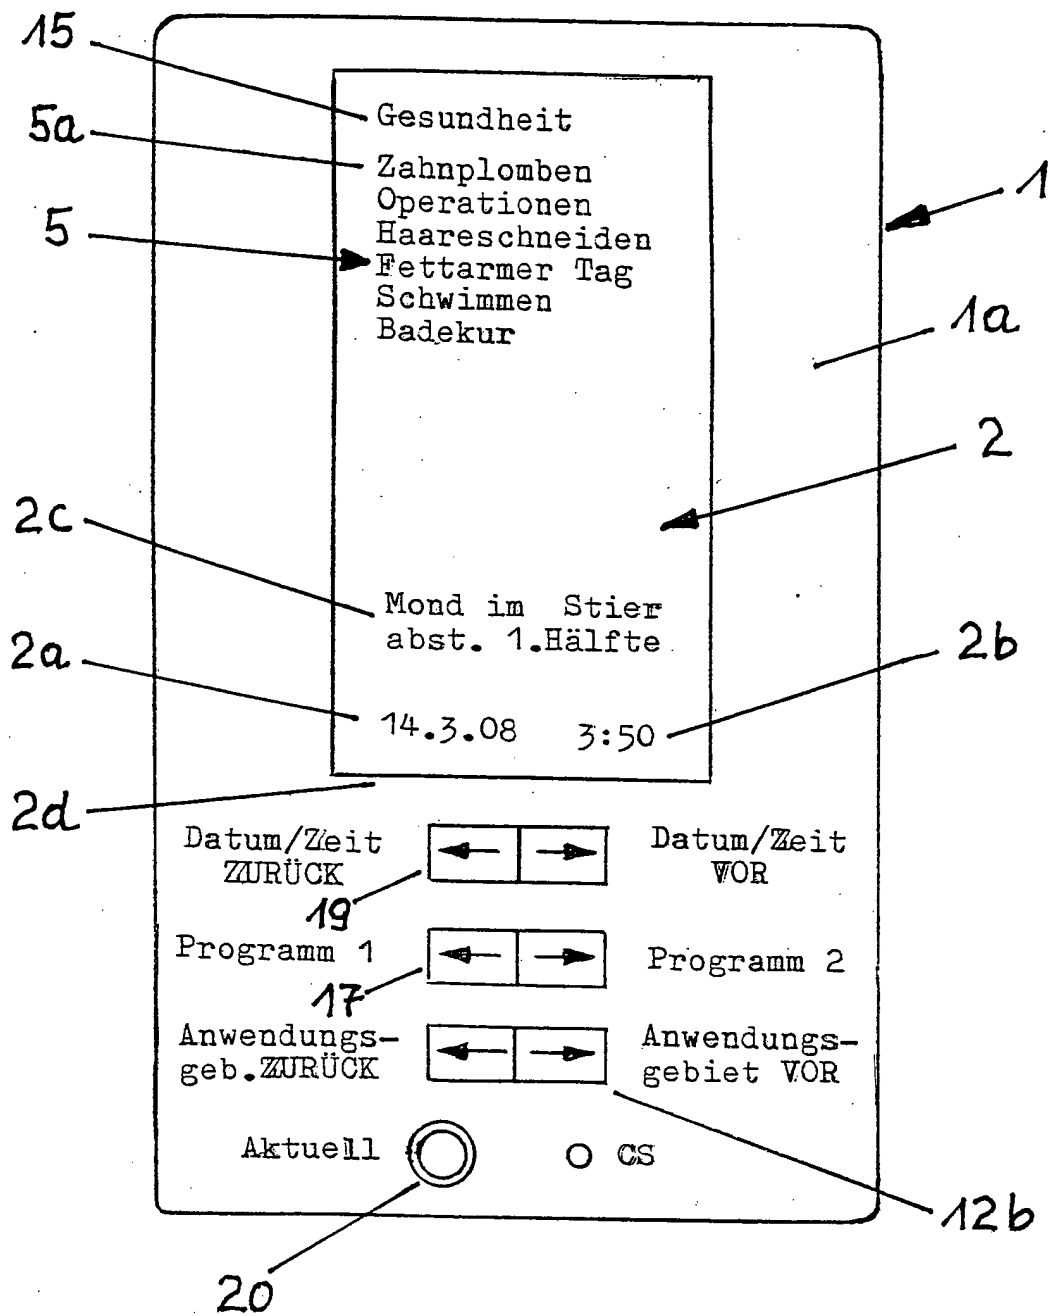 15
Gesundheit
5a
Zahnplomben
Operationen
1
5
Haareschneiden
Fettarmer Tag
Schwimmen
Badekur
1a
2
2c
Mond im Stier
abst. 1.Hälfte
2a
2b
14.3.08 3:50
2d
Datum/Zeit
ZURÜCK
Datum/Zeit
VOR
19
Programm 1
Programm 2
17
Anwendungs-
geb.ZURÜCK
Anwendungs-
gebiet VOR
Aktuell
CS
12b
20